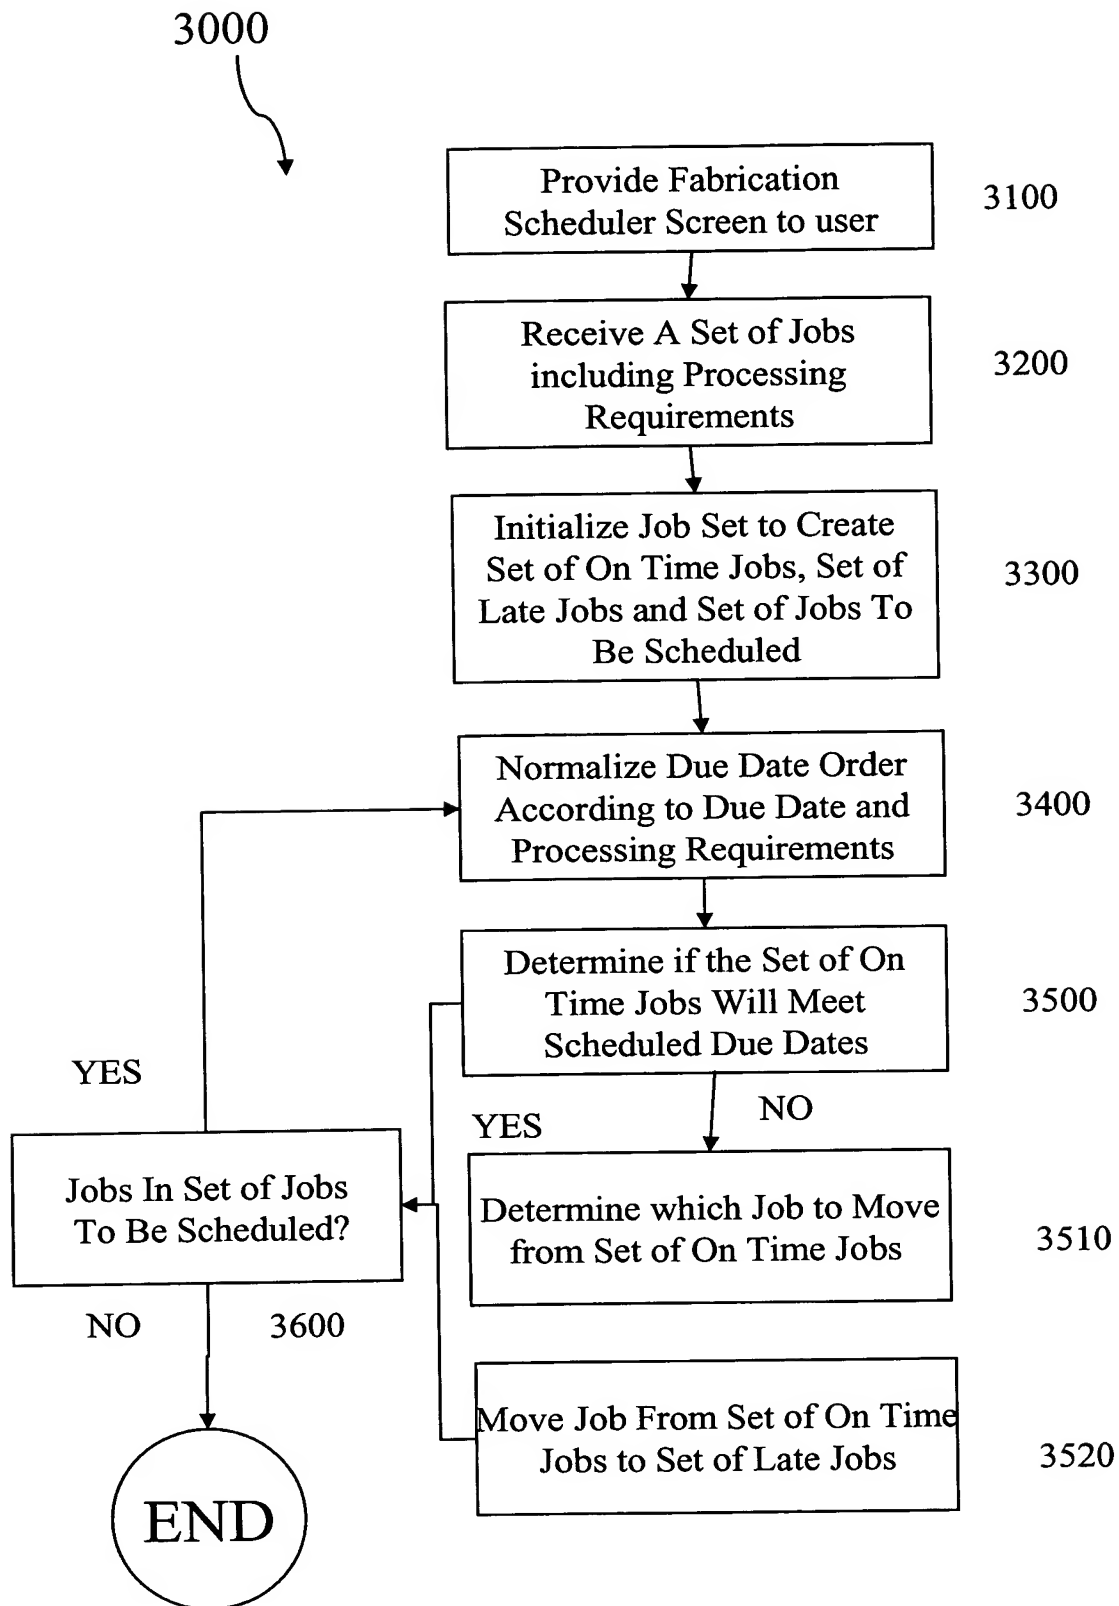 3000
Provide Fabrication
Scheduler Screen to user
3100
Receive A Set of Jobs
including Processing
Requirements
3200
Initialize Job Set to Create
Set of On Time Jobs, Set of
Late Jobs and Set of Jobs To
Be Scheduled
3300
Normalize Due Date Order
According to Due Date and
Processing Requirements
3400
Determine if the Set of On
Time Jobs Will Meet
Scheduled Due Dates
3500
YES
NO
YES
Jobs In Set of Jobs
To Be Scheduled?
Determine which Job to Move
from Set of On Time Jobs
3510
NO
3600
Move Job From Set of On Time
Jobs to Set of Late Jobs
3520
END